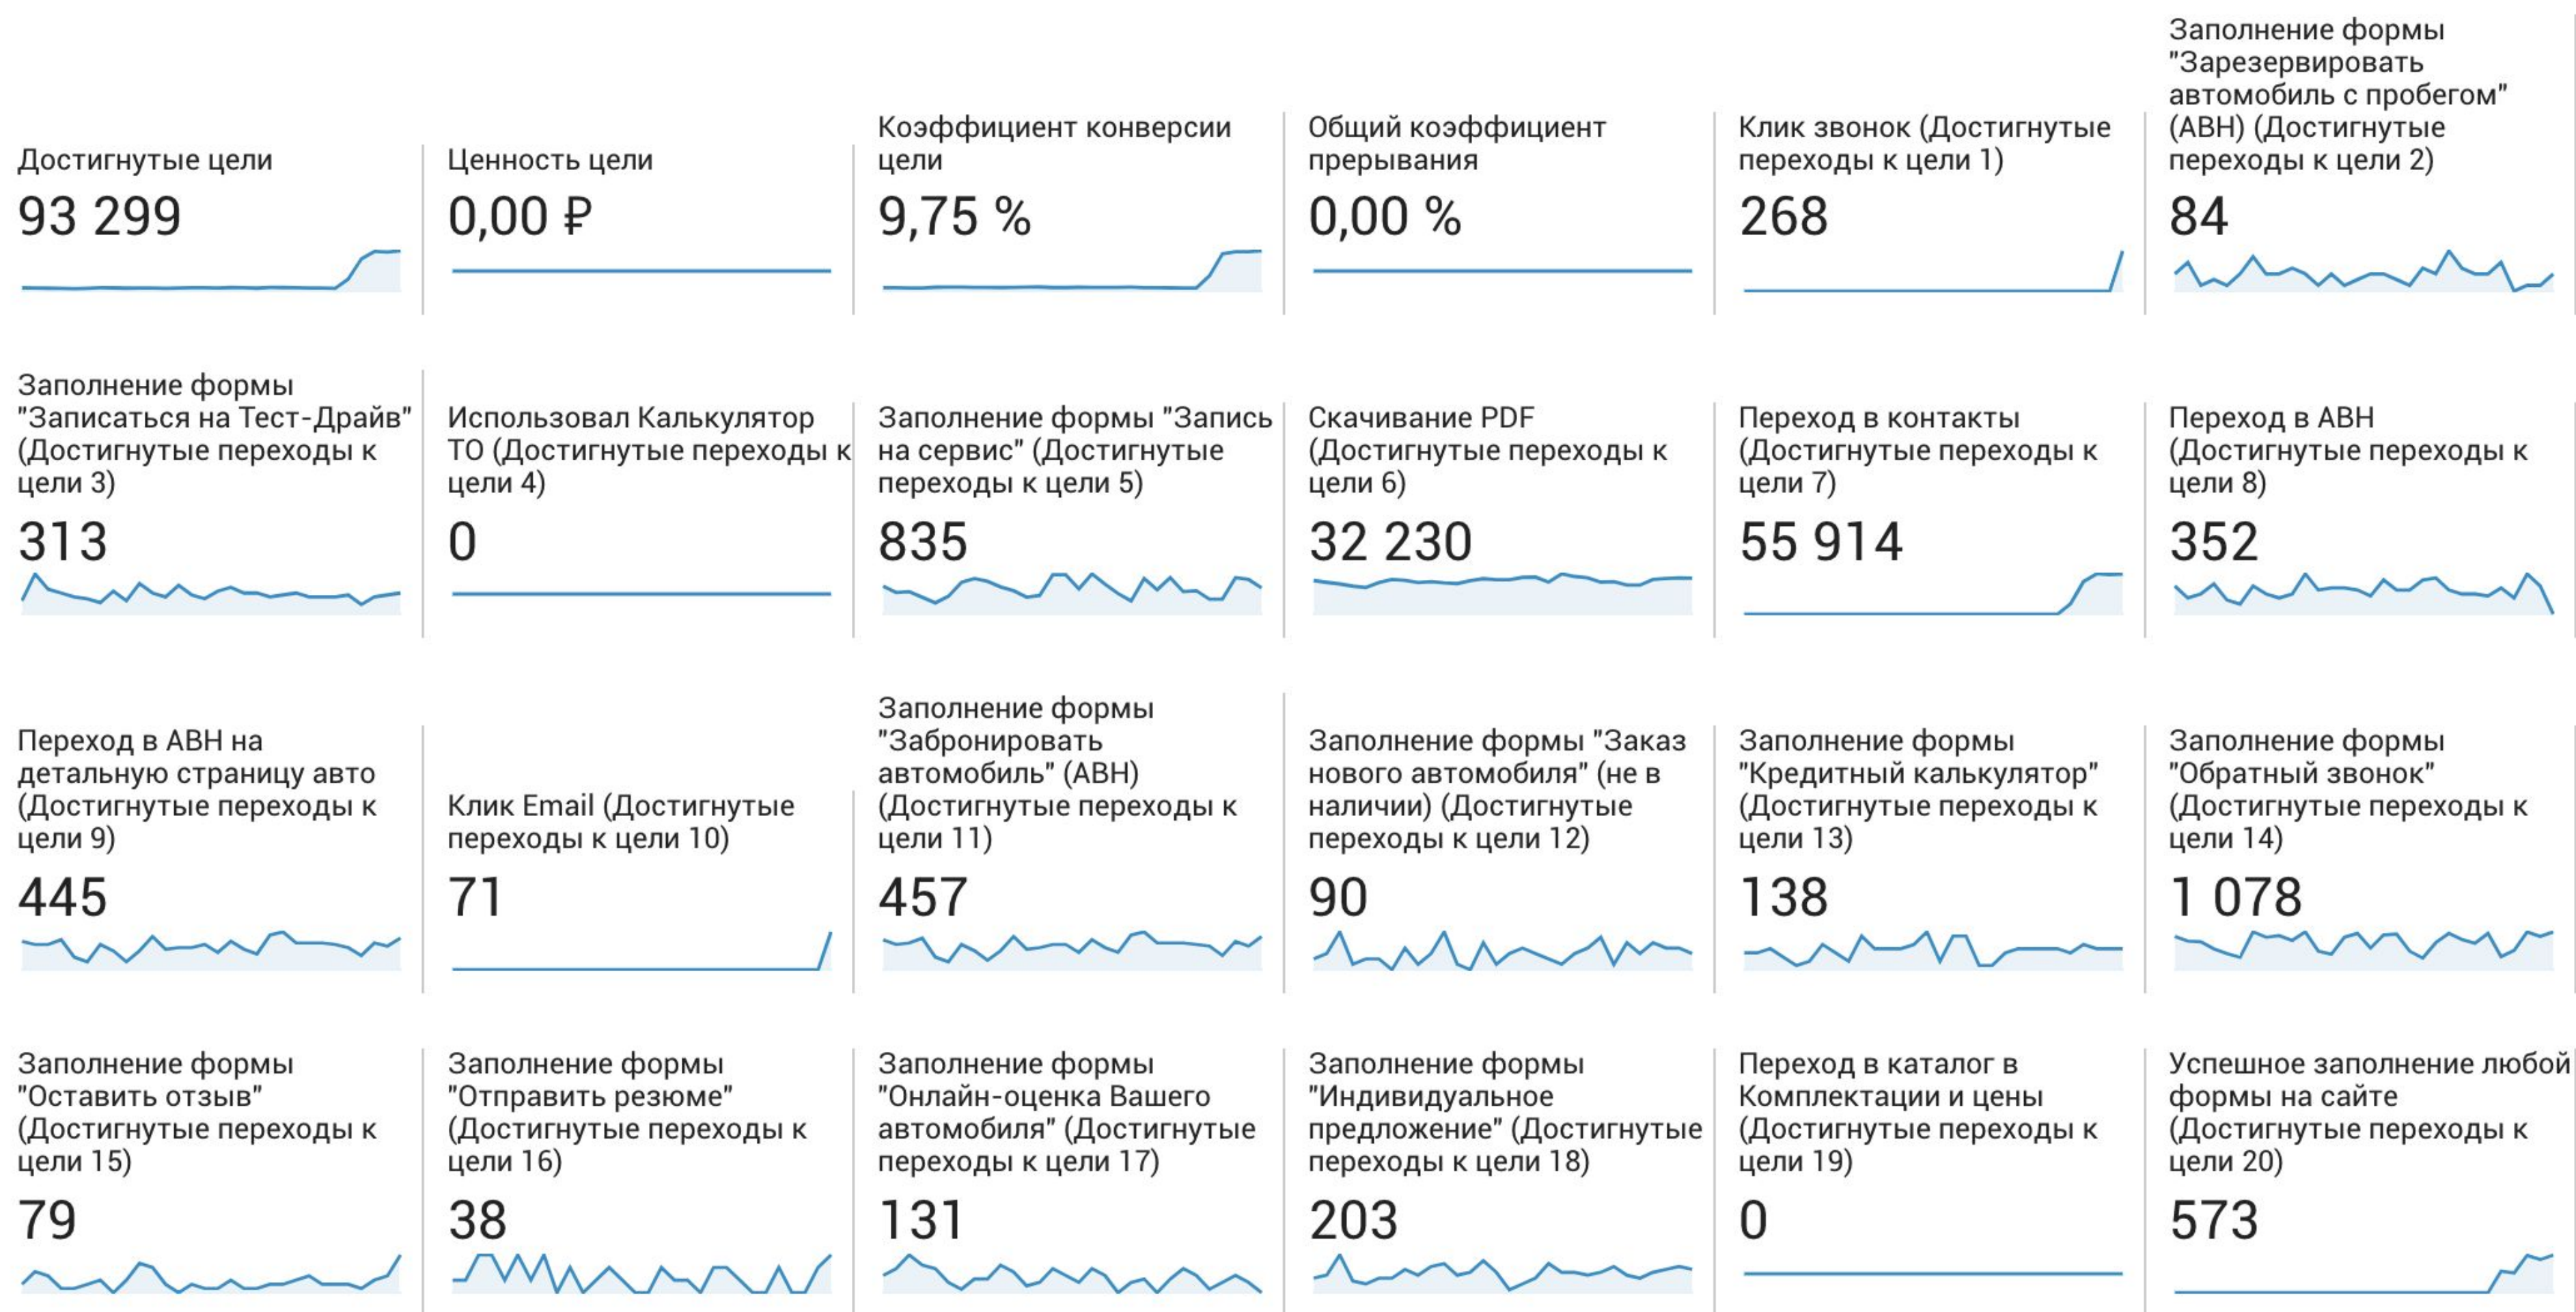 Достигнутые цели
93 299
Ценность цели
0,00 ₽
Коэффициент конверсии
цели
9,75 %
Общий коэффициент
прерывания
0,00 %
Клик звонок (Достигнутые
переходы к цели 1)
268
Заполнение формы
"Зарезервировать
автомобиль с пробегом"
(АВН) (Достигнутые
переходы к цели 2)
84
Заполнение формы
"Записаться на Тест-Драйв"
(Достигнутые переходы к
цели 3)
313
Использовал Калькулятор
ТО (Достигнутые переходы к
цели 4)
0
Заполнение формы "Запись
на сервис" (Достигнутые
переходы к цели 5)
835
Скачивание PDF
(Достигнутые переходы к
цели 6)
32 230
Переход в контакты
(Достигнутые переходы к
цели 7)
55 914
Переход в АВН
(Достигнутые переходы к
цели 8)
352
Переход в АВН на
детальную страницу авто
(Достигнутые переходы к
цели 9)
445
Клик Email (Достигнутые
переходы к цели 10)
71
Заполнение формы
"Забронировать
автомобиль" (АВН)
(Достигнутые переходы к
цели 11)
457
Заполнение формы "Заказ
нового автомобиля" (не в
наличии) (Достигнутые
переходы к цели 12)
90
Заполнение формы
"Кредитный калькулятор"
(Достигнутые переходы к
цели 13)
138
Заполнение формы
"Обратный звонок"
(Достигнутые переходы к
цели 14)
1 078
Заполнение формы
"Оставить отзыв"
(Достигнутые переходы к
цели 15)
79
Заполнение формы
"Отправить резюме"
(Достигнутые переходы к
цели 16)
38
Заполнение формы
"Онлайн-оценка Вашего
автомобиля" (Достигнутые
переходы к цели 17)
131
Заполнение формы
"Индивидуальное
предложение" (Достигнутые
переходы к цели 18)
203
Переход в каталог в
Комплектации и цены
(Достигнутые переходы к
цели 19)
0
Успешное заполнение любой
формы на сайте
(Достигнутые переходы к
цели 20)
573